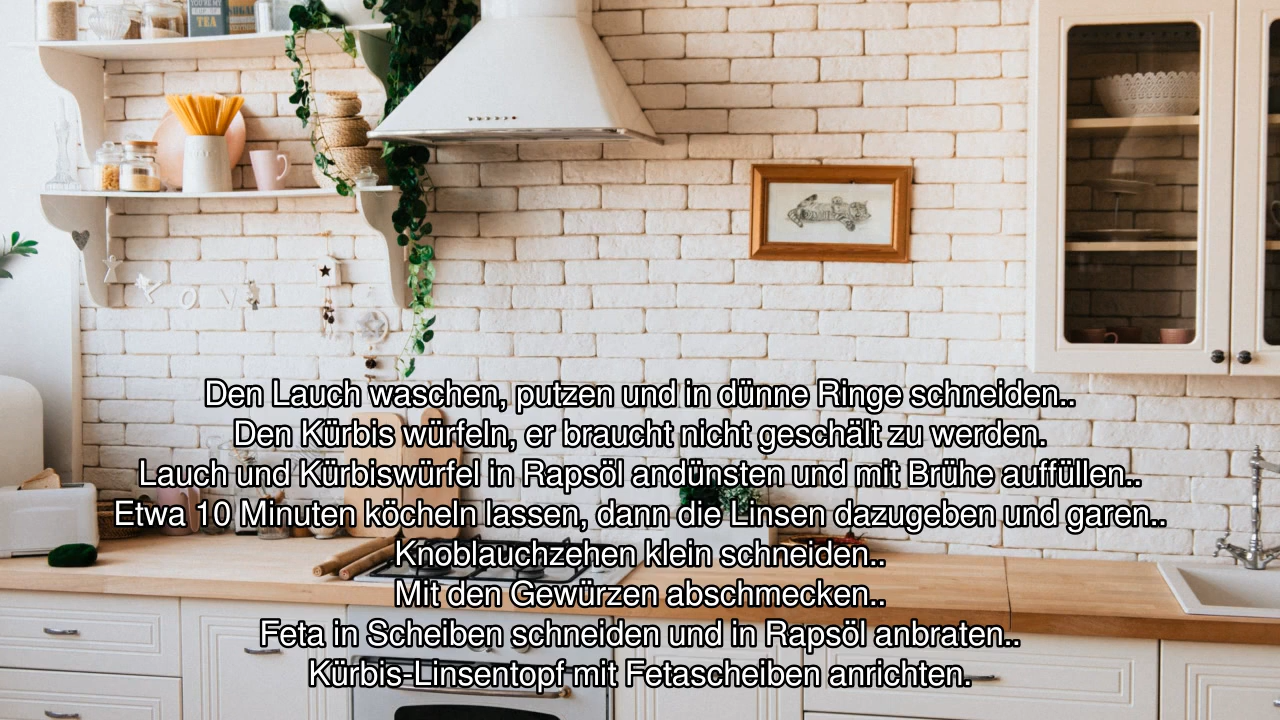 TEA
Den Lauch waschen, putzen und in dünne Ringe schneiden..
Den Kürbis würfeln, er braucht nicht geschält zu werden.
Lauch und Kürbiswürfel in Rapsöl andünsten und mit Brühe auffüllen..
Etwa 10 Minuten köcheln lassen, dann die Linsen dazugeben und garen..
Knoblauchzehen klein schneiden..
Mit den Gewürzen abschmecken..
Feta in Scheiben schneiden und in Rapsöl anbraten..
Kürbis-Linsentopf mit Fetascheiben anrichten.